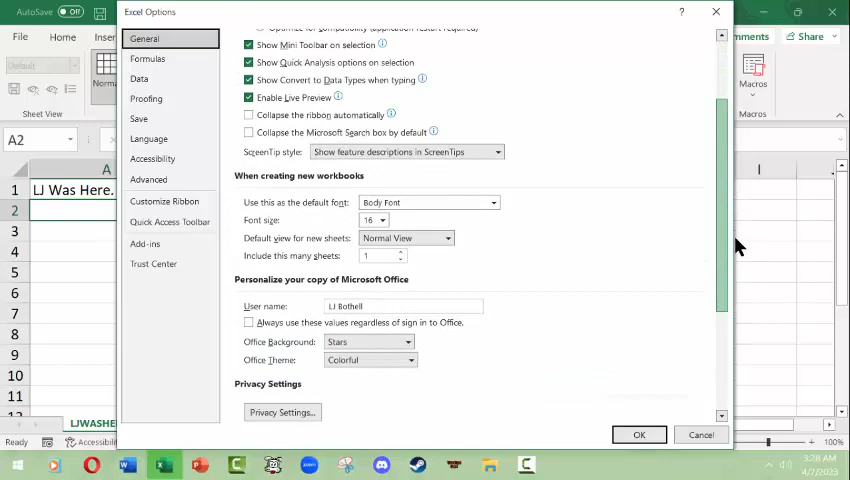 AutoSave Off
Excel Options
? 
File Home Inser
mments Share
Default
Norm
Sheet View
Macros
Macros
A2
A
I
1 LJ Was Here.
2
3
4
5
6
7
8
9
10
11
General
Formulas
Data
Proofing
Save
Language
Accessibility
Advanced
Customize Ribbon
Quick Access Toolbar
Add-ins
Trust Center
Optimize for compatibility (application restart required)
Show Mini Toolbar on selection
Show Quick Analysis options on selection
Show Convert to Data Types when typing
Enable Live Preview
Collapse the ribbon automatically
Collapse the Microsoft Search box by default
ScreenTip style: Show feature descriptions in ScreenTips
When creating new workbooks
Use this as the default font: Body Font
Font size: 16
Default view for new sheets: Normal View
Include this many sheets: 1
Personalize your copy of Microsoft Office
User name: LJ Bothell
Always use these values regardless of sign in to Office.
Office Background: Stars
Office Theme: Colorful
Privacy Settings
Privacy Settings...
OK Cancel
LJWASHE
Ready Accessibili
100%
3:28 AM
4/7/2023